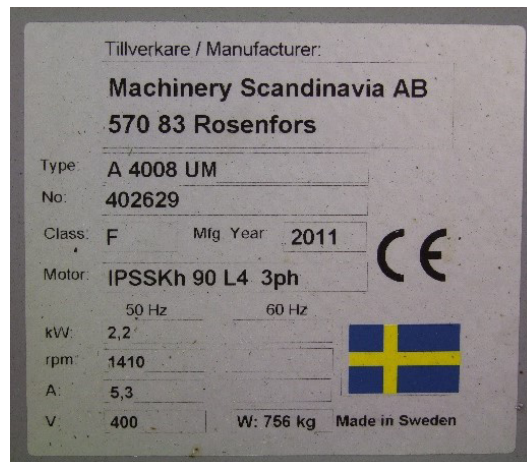 Tillverkare / Manufacturer:
Machinery Scandinavia AB
570 83 Rosenfors
Type: A 4008 UM
No: 402629
Class: F Mfg Year 2011
CE
Motor: IPSSKh 90 L4 3ph
50 Hz 60 Hz
kW: 2,2
rpm: 1410
A: 5,3
V: 400 W: 756 kg Made in Sweden